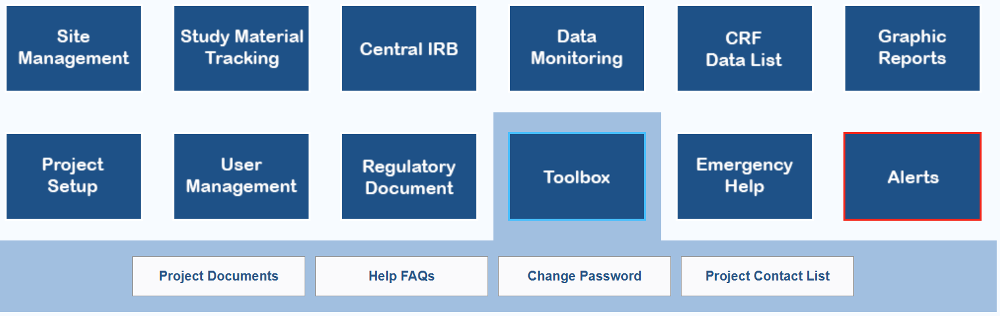 Site
Management
Study Material
Tracking
Central IRB
Data
Monitoring
CRF
Data List
Graphic
Reports
Project
Setup
User
Management
Regulatory
Document
Toolbox
Emergency
Help
Alerts
Project Documents
Help FAQs
Change Password
Project Contact List